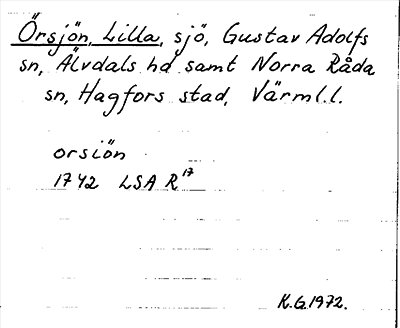 Örsjön, Lilla, sjö, Gustav Adolfs
sn, Älvdals hd samt Norra Råda
sn, Hagfors stad, Värml.l.
orsiön
1742 LSA R17
K.G.1972.